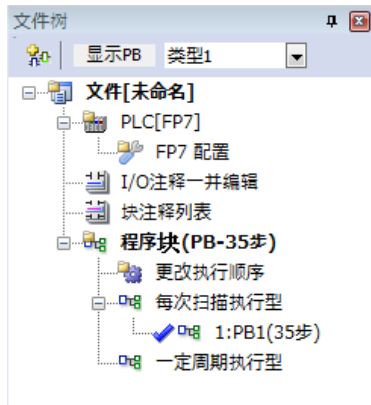 文件树
显示PB 类型1
文件[未命名]
PLC[FP7]
FP7 配置
I/O注释一并编辑
块注释列表
程序块(PB-35步)
更改执行顺序
每次扫描执行型
1:PB1(35步)
一定周期执行型